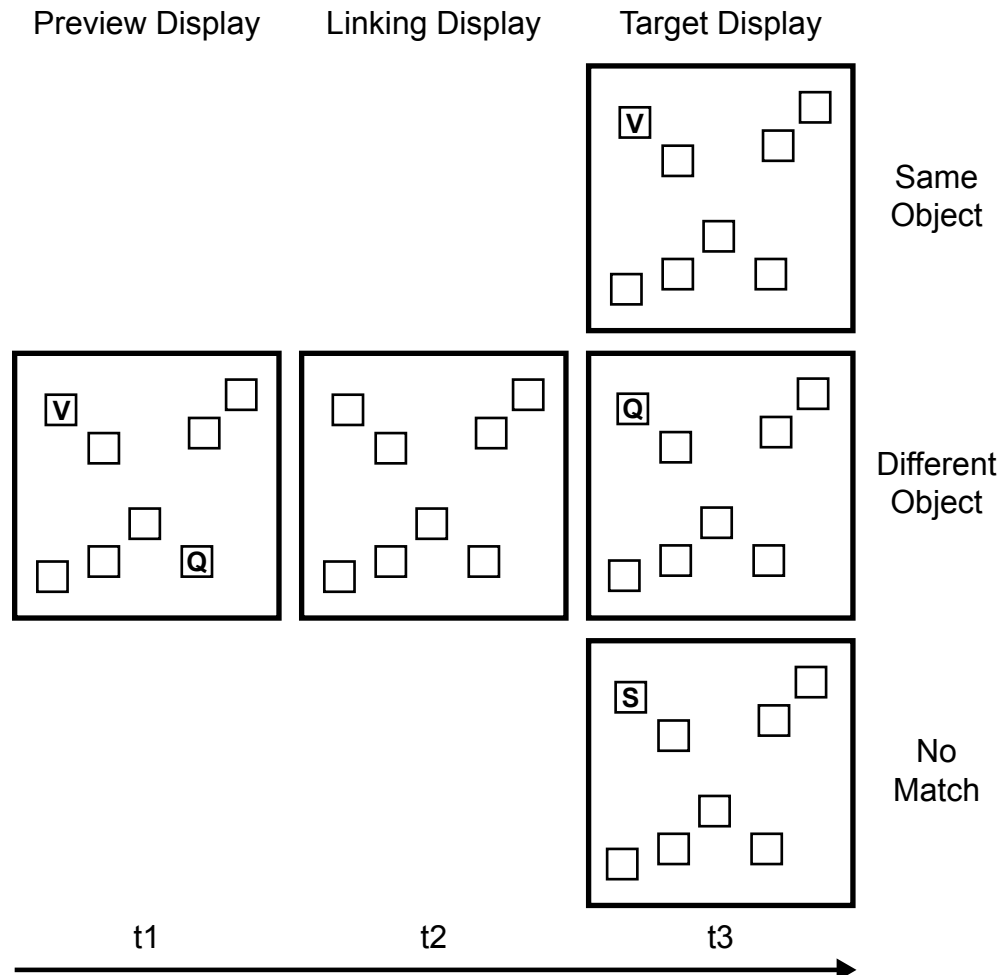 Preview Display
Linking Display
Target Display
V
Same
Object
V
Q
Q
Different
Object
S
No
Match
t1
t2
t3